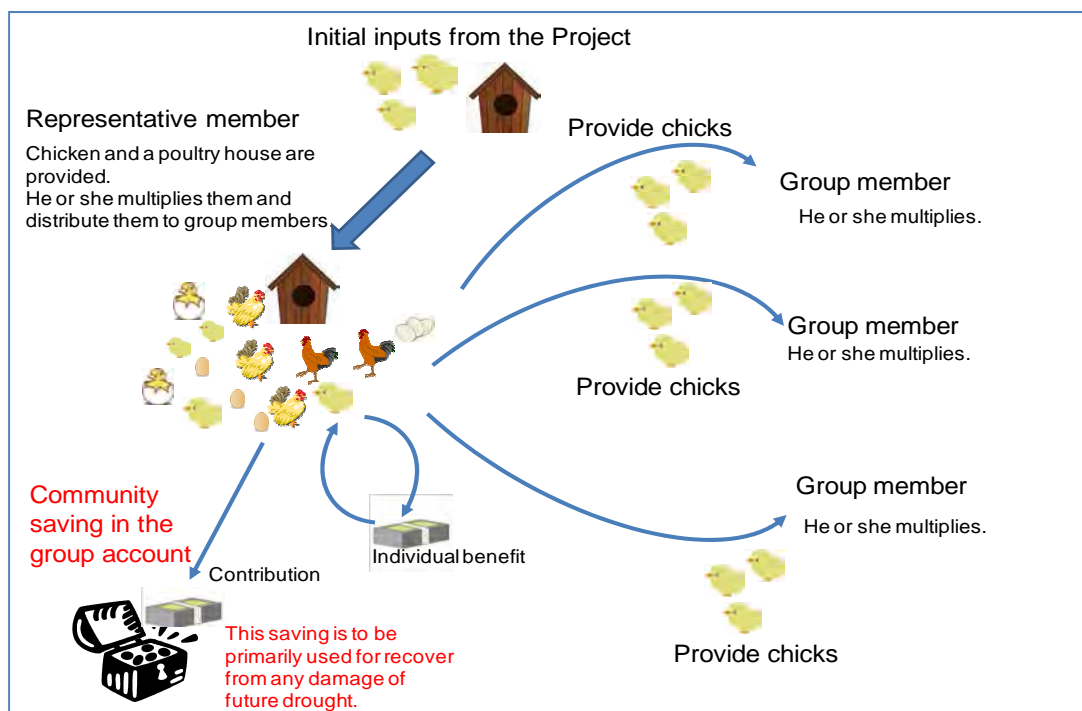 Initial inputs from the Project
Representative member
Chicken and a poultry house are
provided.
He or she multiplies them and
distribute them to group members.
Provide chicks
Group member
He or she multiplies.
Group member
He or she multiplies.
Provide chicks
Group member
He or she multiplies.
Provide chicks
Community
saving in the
group account
Individual benefit
Contribution
This saving is to be
primarily used for recover
from any damage of
future drought.